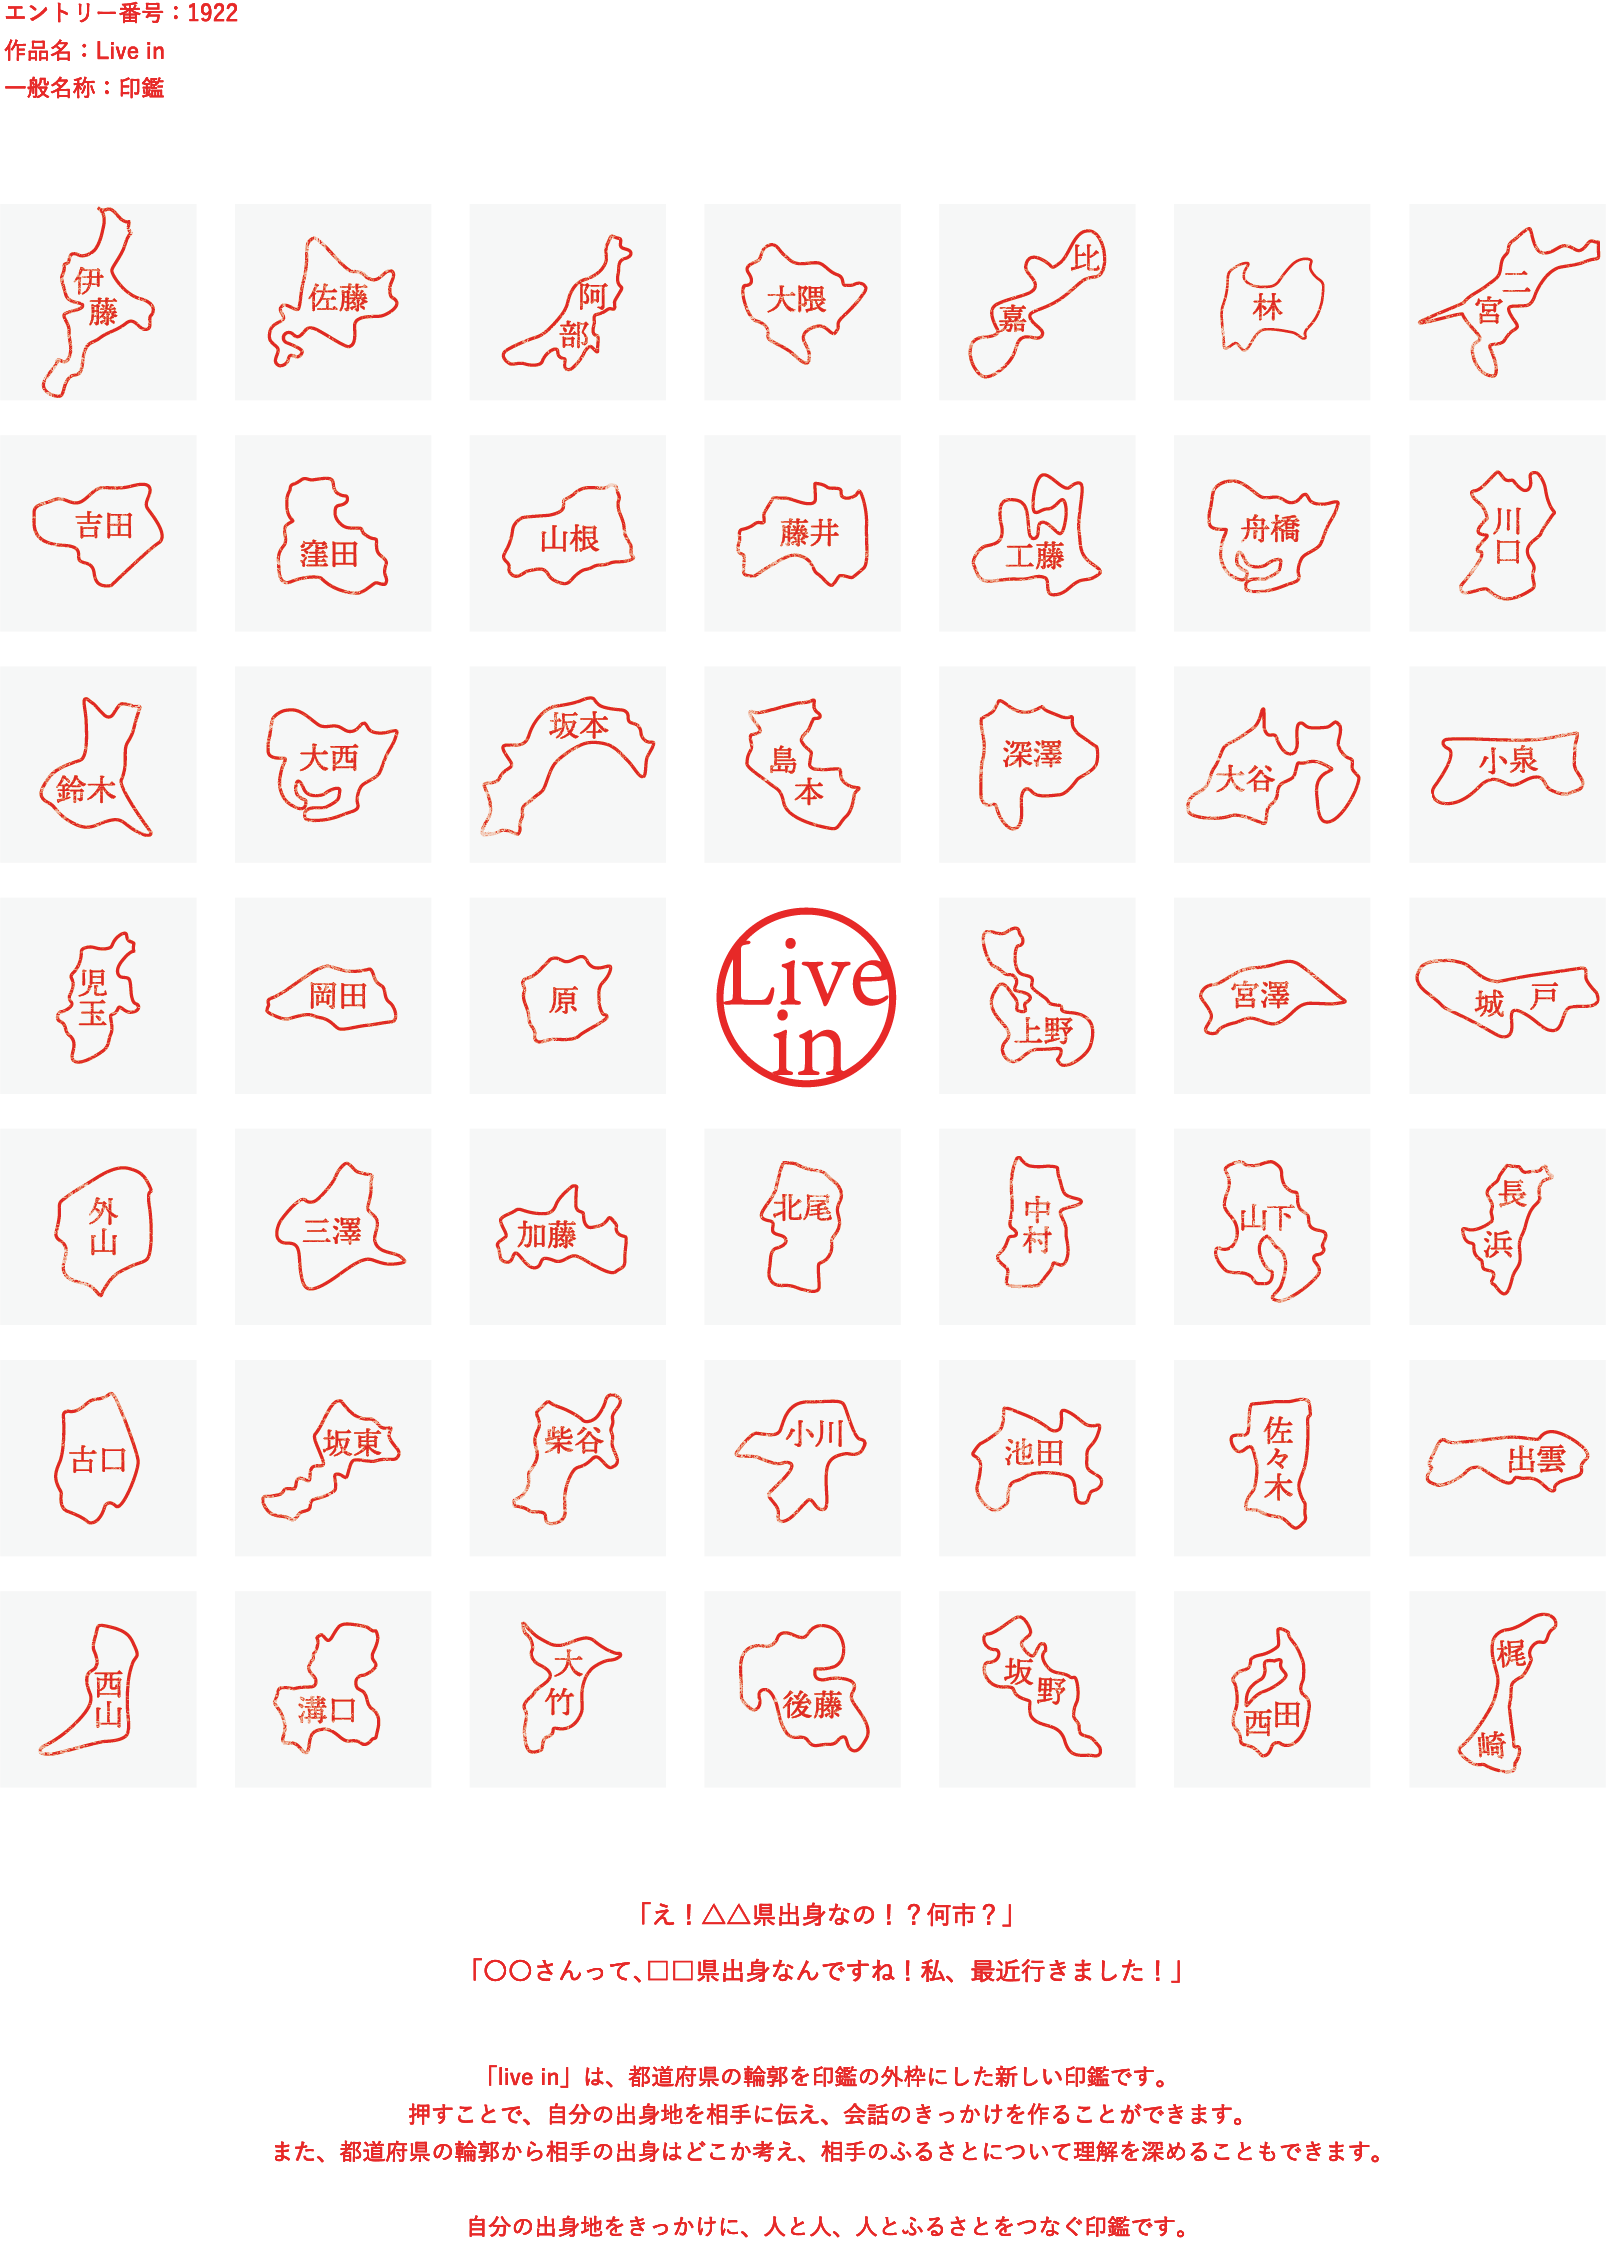 エントリー番号：1922
作品名：Live in
一般名称：印鑑
伊藤
佐藤
阿部
大隈
比嘉
林
二宮
吉田
窪田
山根
藤井
工藤
舟橋
川口
鈴木
大西
坂本
島本
深澤
大谷
小泉
児玉
岡田
原
Live
in
上野
宮澤
城戸
外山
三澤
加藤
北尾
中村
山下
長浜
古口
坂東
柴谷
小川
池田
佐々木
出雲
西山
溝口
大竹
後藤
坂野
西田
梶崎
「え！△△県出身なの！？何市？」
「〇〇さんって、□□県出身なんですね！私、最近行きました！」
「live in」は、都道府県の輪郭を印鑑の外枠にした新しい印鑑です。
押すことで、自分の出身地を相手に伝え、会話のきっかけを作ることができます。
また、都道府県の輪郭から相手の出身はどこか考え、相手のふるさとについて理解を深めることもできます。
自分の出身地をきっかけに、人と人、人とふるさとをつなぐ印鑑です。